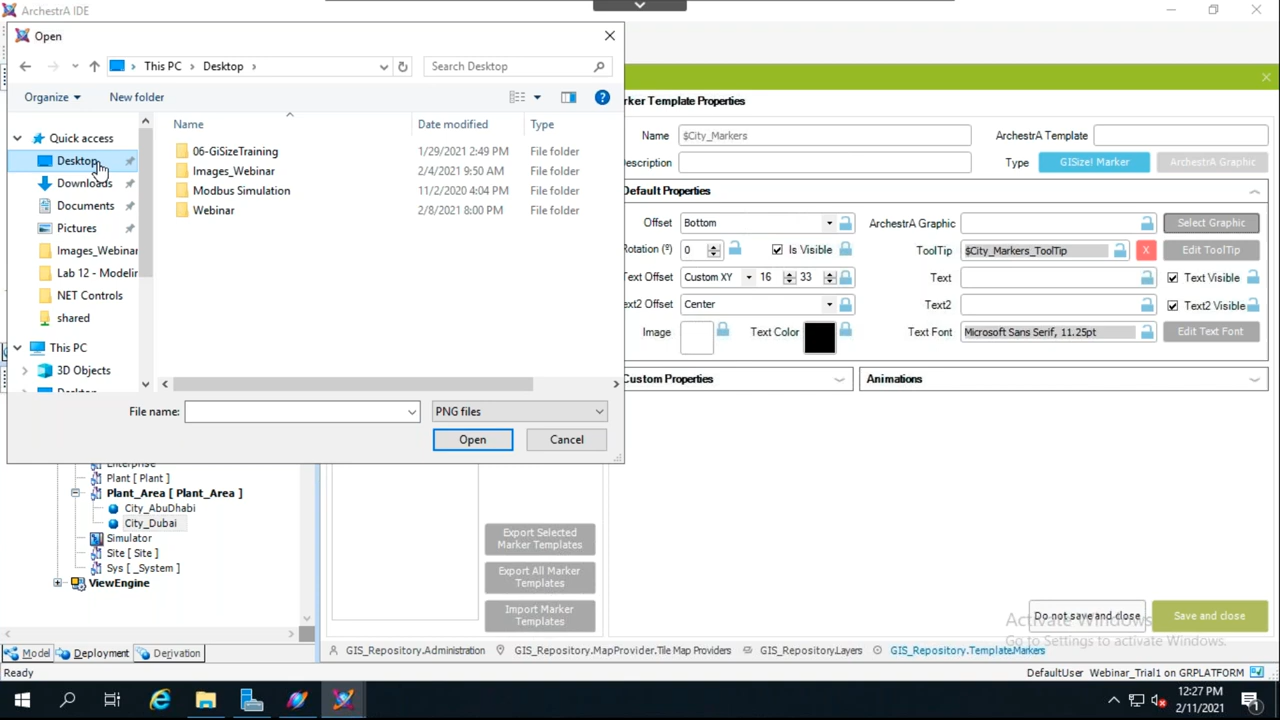 ArchestrA IDE
Open
This PC > Desktop >
Search Desktop
Organize
New folder
Name
Date modified
Type
Quick access
Desktop
Downloads
Documents
Pictures
Images_Webinar
Lab 12 - Modelin
NET Controls
shared
This PC
3D Objects
06-GiSizeTraining 1/29/2021 2:49 PM File folder
Images_Webinar 2/4/2021 9:50 AM File folder
Modbus Simulation 11/2/2020 4:04 PM File folder
Webinar 2/8/2021 8:00 PM File folder
File name:
PNG files
Open
Cancel
rker Template Properties
Name $City_Markers
ArchestrA Template
escription
Type GISize! Marker ArchestrA Graphic
Default Properties
Offset Bottom
ArchestrA Graphic Select Graphic
Rotation (º) 0 Is Visible
ToolTip $City_Markers_ToolTip X Edit ToolTip
Text Offset Custom XY 16 33
Text Text Visible
ext2 Offset Center
Text2 Text2 Visible
Image Text Color
Text Font Microsoft Sans Serif, 11.25pt Edit Text Font
Custom Properties
Animations
Plant [ Plant ]
Plant_Area [ Plant_Area ]
City_AbuDhabi
City_Dubai
Simulator
Site [ Site ]
Sys [ _System ]
ViewEngine
Export Selected
Marker Templates
Export All Marker
Templates
Import Marker
Templates
Do not save and close
Save and close
Activate Windows
Go to Settings to activate Windows.
Model
Deployment
Derivation
GIS_Repository.Administration
GIS_Repository.MapProvider.Tile Map Providers
GIS_Repository.Layers
GIS_Repository.Template.Markers
Ready
DefaultUser Webinar_Trial1 on GRPLATFORM
12:27 PM
2/11/2021
1